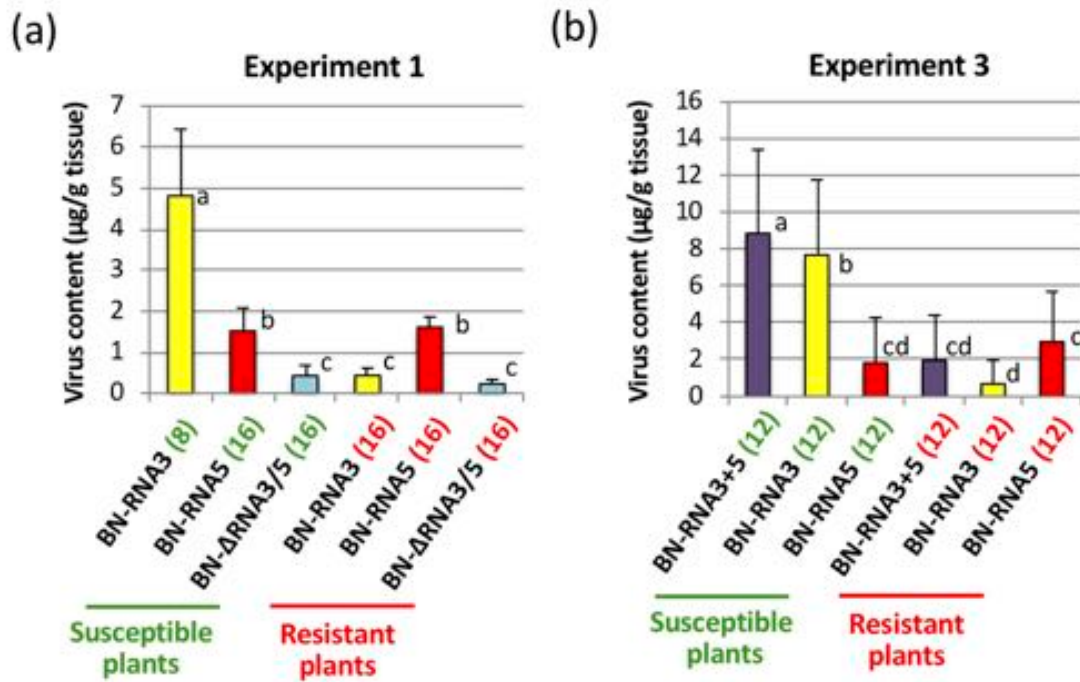 (a)
Experiment 1
Virus content (µg/g tissue)
7
6
5
4
3
2
1
0
a
b
c
c
b
c
BN-RNA3 (8)
BN-RNA5 (16)
BN-ΔRNA3/5 (16)
BN-RNA3 (16)
BN-RNA5 (16)
BN-ΔRNA3/5 (16)
Susceptible
plants
Resistant
plants
(b)
Experiment 3
Virus content (µg/g tissue)
16
14
12
10
8
6
4
2
0
a
b
cd
cd
d
c
BN-RNA3+5 (12)
BN-RNA3 (12)
BN-RNA5 (12)
BN-RNA3+5 (12)
BN-RNA3 (12)
BN-RNA5 (12)
Susceptible
plants
Resistant
plants